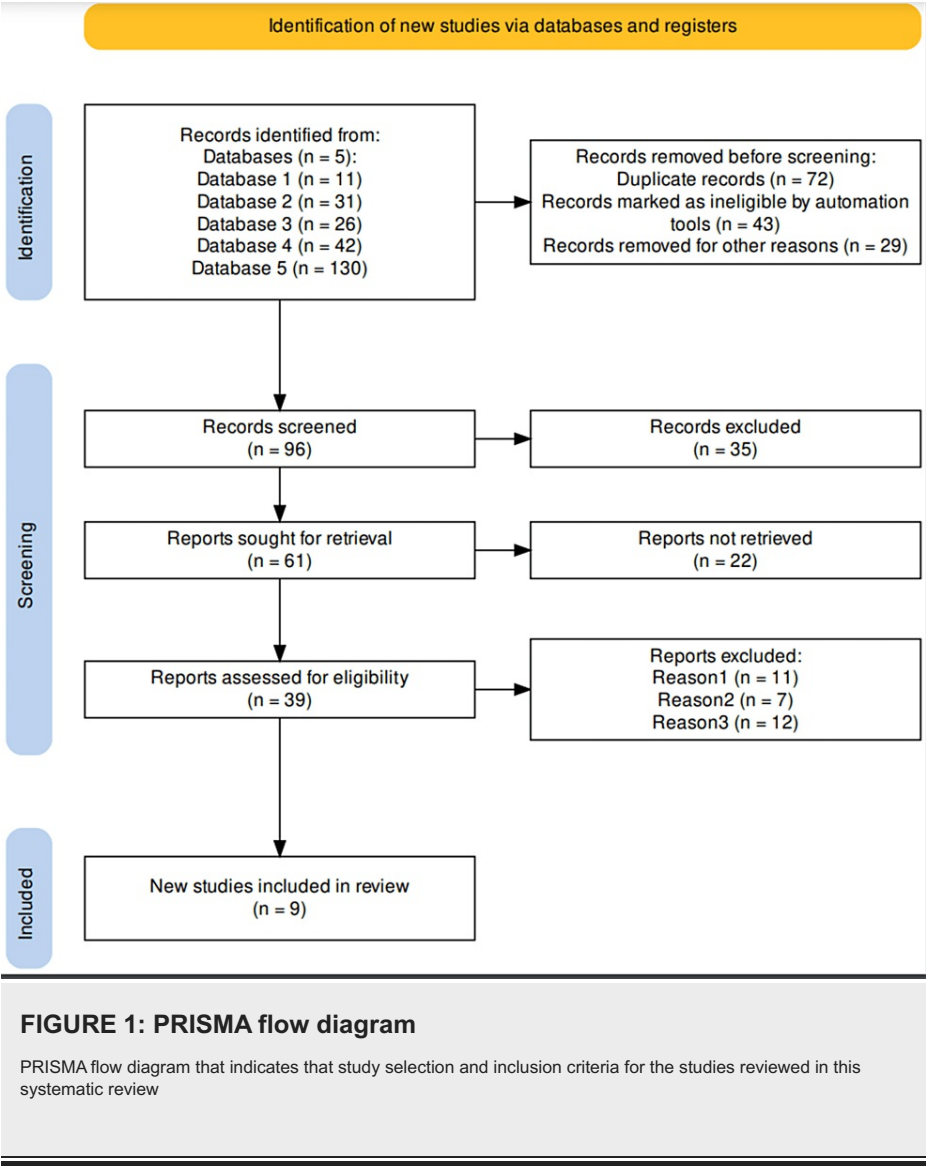 Identification of new studies via databases and registers
Identification
Records identified from:
Databases (n = 5):
Database 1 (n = 11)
Database 2 (n = 31)
Database 3 (n = 26)
Database 4 (n = 42)
Database 5 (n = 130)
Records removed before screening:
Duplicate records (n = 72)
Records marked as ineligible by automation
tools (n = 43)
Records removed for other reasons (n = 29)
Screening
Records screened
(n = 96)
Records excluded
(n = 35)
Reports sought for retrieval
(n = 61)
Reports not retrieved
(n = 22)
Reports assessed for eligibility
(n = 39)
Reports excluded:
Reason1 (n = 11)
Reason2 (n = 7)
Reason3 (n = 12)
Included
New studies included in review
(n = 9)
FIGURE 1: PRISMA flow diagram
PRISMA flow diagram that indicates that study selection and inclusion criteria for the studies reviewed in this
systematic review